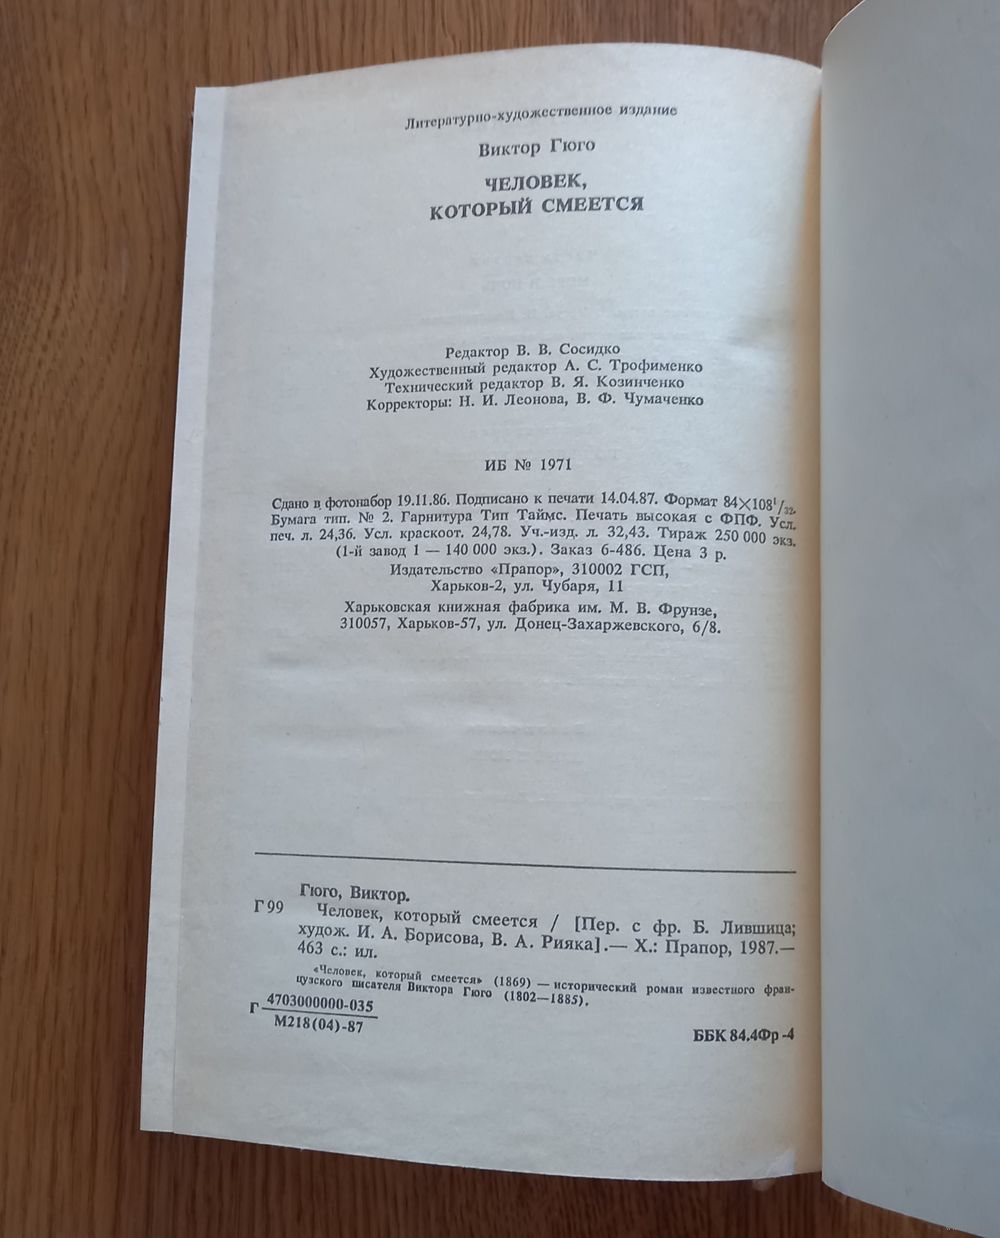 Литературно-художественное издание
Виктор Гюго
ЧЕЛОВЕК,
КОТОРЫЙ СМЕЕТСЯ
Редактор В. В. Сосидко
Художественный редактор А. С. Трофименко
Технический редактор В. Я. Козинченко
Корректоры: Н. И. Леонова, В. Ф. Чумаченко
ИБ № 1971
Сдано в фотонабор 19.11.86. Подписано к печати 14.04.87. Формат 84×108¹/₃₂.
Бумага тип. № 2. Гарнитура Тип Таймс. Печать высокая с ФПФ. Усл.
печ. л. 24,36. Усл. краскоот. 24,78. Уч.-изд. л. 32,43. Тираж 250 000 экз.
(1-й завод 1 — 140 000 экз.). Заказ 6-486. Цена 3 р.
Издательство «Прапор», 310002 ГСП,
Харьков-2, ул. Чубаря, 11
Харьковская книжная фабрика им. М. В. Фрунзе,
310057, Харьков-57, ул. Донец-Захаржевского, 6/8.
Гюго, Виктор.
Г 99 Человек, который смеется / [Пер. с фр. Б. Лившица;
худож. И. А. Борисова, В. А. Рияка].— Х.: Прапор, 1987.—
463 с.: ил.
«Человек, который смеется» (1869) — исторический роман известного фран-
цузского писателя Виктора Гюго (1802—1885).
Г 4703000000-035
М218(04)-87
ББК 84.4Фр-4